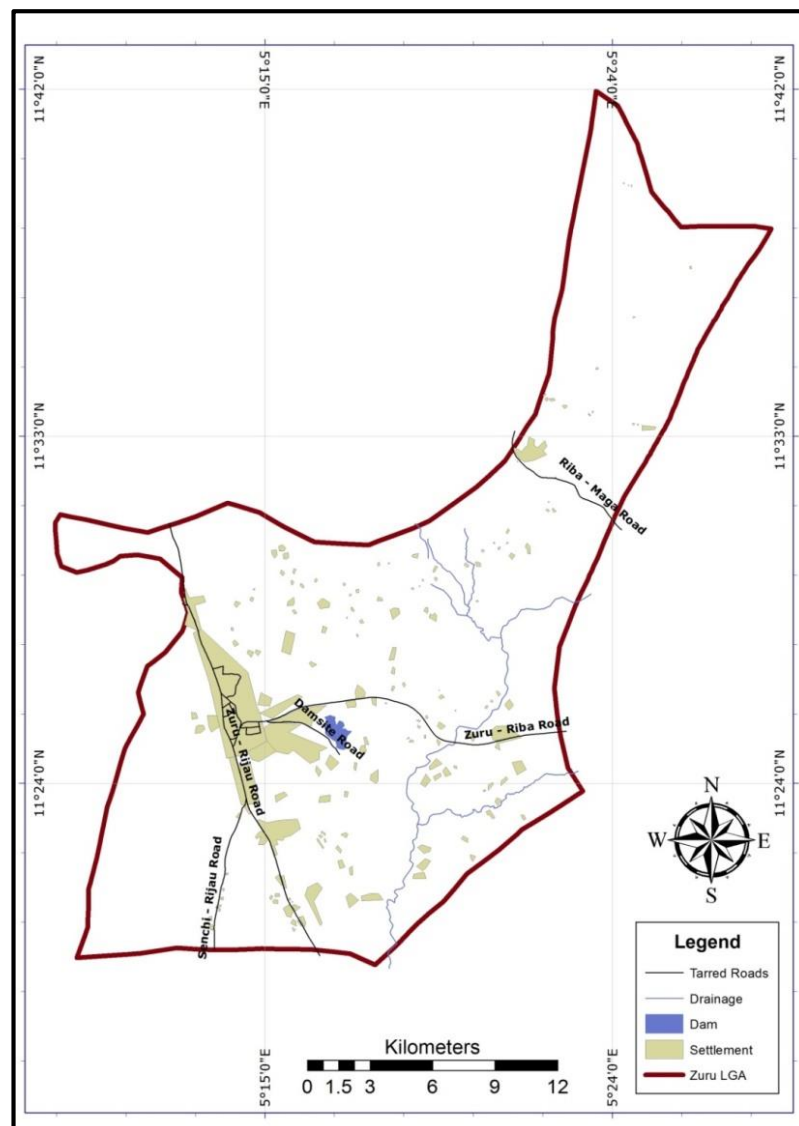 5°15'0"E
5°24'0"E
11°42'0"N
11°42'0"N
11°33'0"N
11°33'0"N
Riba - Maga Road
Damsite Road
Zuru - Rijau Road
Zuru - Riba Road
11°24'0"N
11°24'0"N
Senchi - Rijau Road
N
W
E
S
Legend
Tarred Roads
Drainage
Dam
Settlement
Zuru LGA
Kilometers
0 1.5 3 6 9 12
5°15'0"E
5°24'0"E